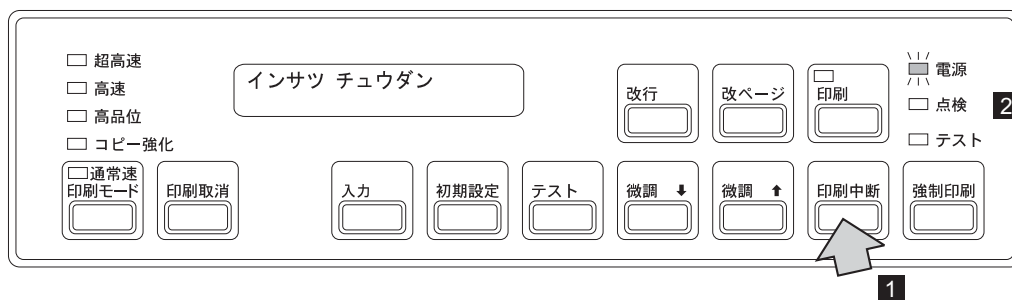 超高速
高速
高品位
コピー強化
インサツ チュウダン
改行
改ページ
印刷
電源
点検
テスト
2
通常速
印刷モード
印刷取消
入力
初期設定
テスト
微調 ⬇
微調 ⬆
印刷中断
強制印刷
1